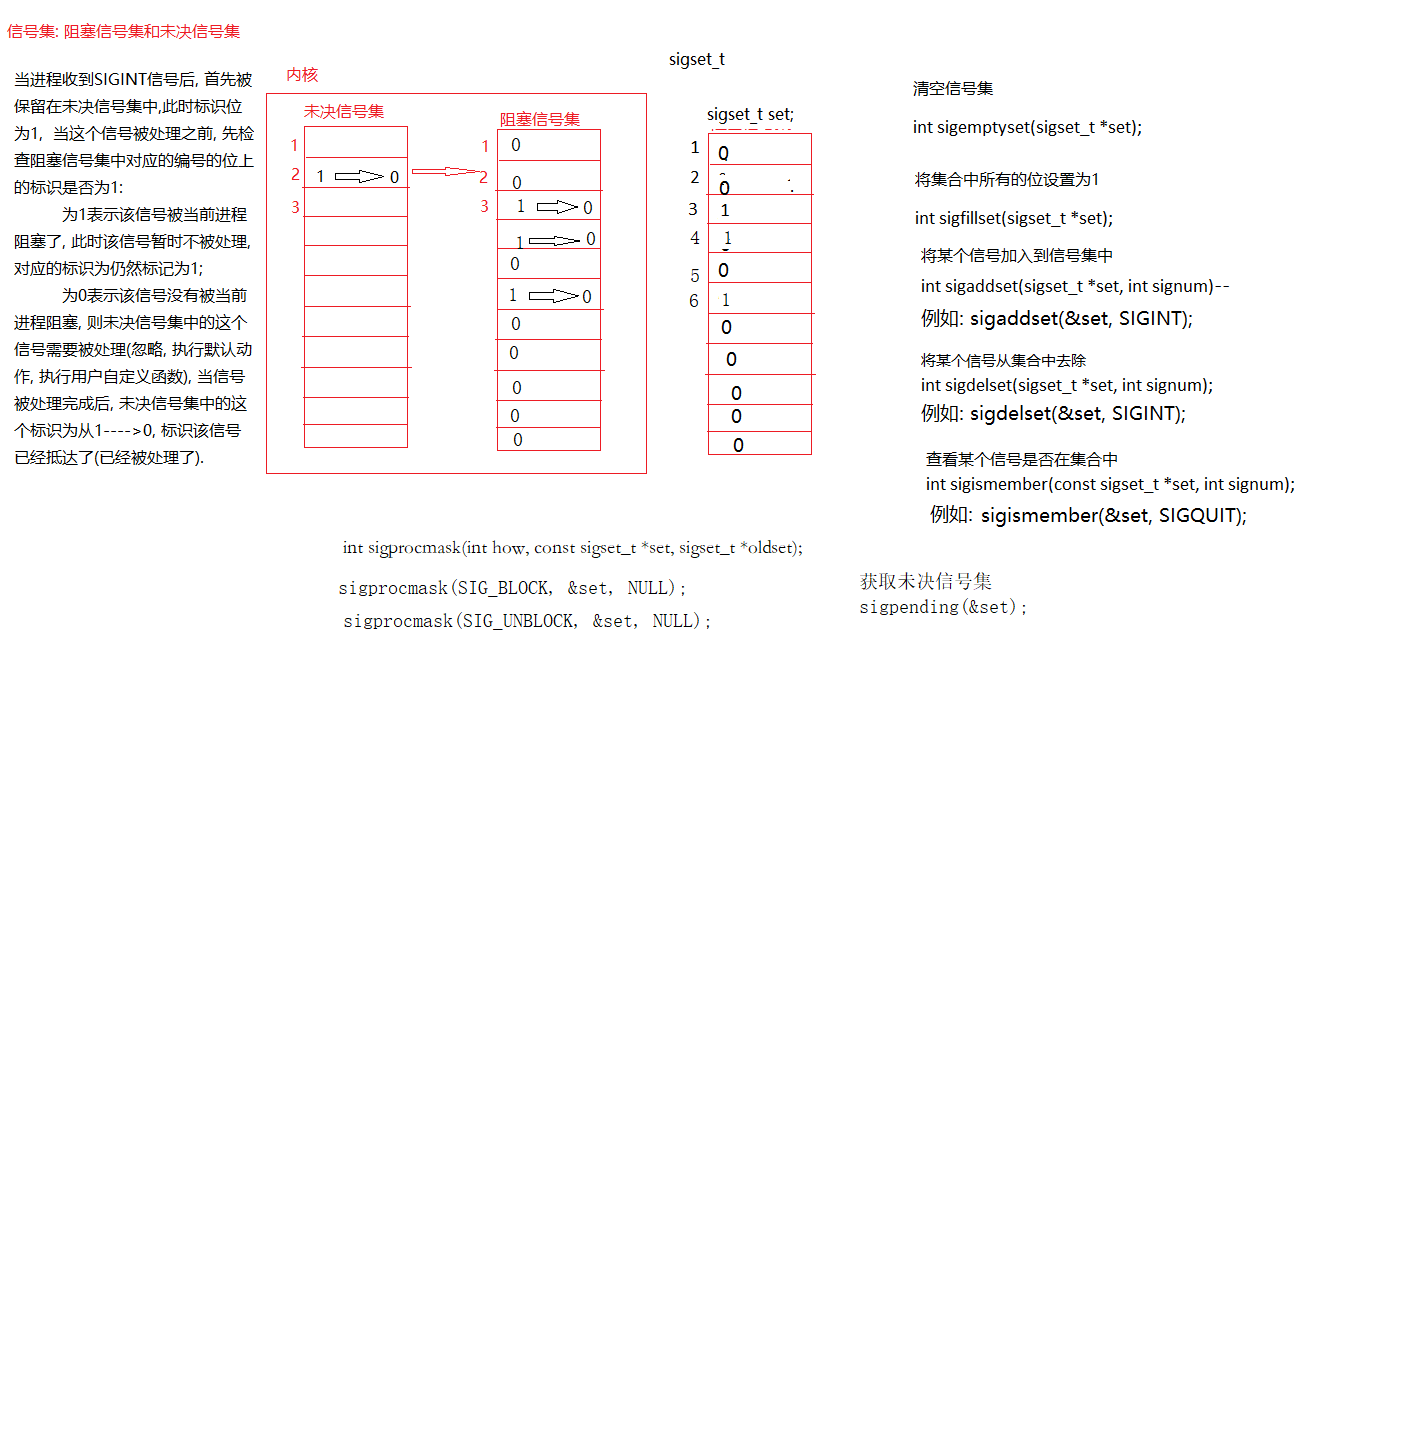 信号集: 阻塞信号集和未决信号集
当进程收到SIGINT信号后, 首先被
保留在未决信号集中,此时标识位
为1, 当这个信号被处理之前, 先检
查阻塞信号集中对应的编号的位上
的标识是否为1:
为1表示该信号被当前进程
阻塞了, 此时该信号暂时不被处理,
对应的标识为仍然标记为1;
为0表示该信号没有被当前
进程阻塞, 则未决信号集中的这个
信号需要被处理(忽略, 执行默认动
作, 执行用户自定义函数), 当信号
被处理完成后, 未决信号集中的这
个标识为从1---->0, 标识该信号
已经抵达了(已经被处理了).
内核
未决信号集
1
2 1 0
3
阻塞信号集
1 0
2 0
3 1 0
1 0
0
1 0
0
0
0
0
0
sigset_t
sigset_t set;
1 0
2 0
3 1
4 1
5 0
6 1
0
0
0
0
0
清空信号集
int sigemptyset(sigset_t *set);
将集合中所有的位设置为1
int sigfillset(sigset_t *set);
将某个信号加入到信号集中
int sigaddset(sigset_t *set, int signum)--
例如: sigaddset(&set, SIGINT);
将某个信号从集合中去除
int sigdelset(sigset_t *set, int signum);
例如: sigdelset(&set, SIGINT);
查看某个信号是否在集合中
int sigismember(const sigset_t *set, int signum);
例如: sigismember(&set, SIGQUIT);
int sigprocmask(int how, const sigset_t *set, sigset_t *oldset);
sigprocmask(SIG_BLOCK, &set, NULL);
sigprocmask(SIG_UNBLOCK, &set, NULL);
获取未决信号集
sigpending(&set);